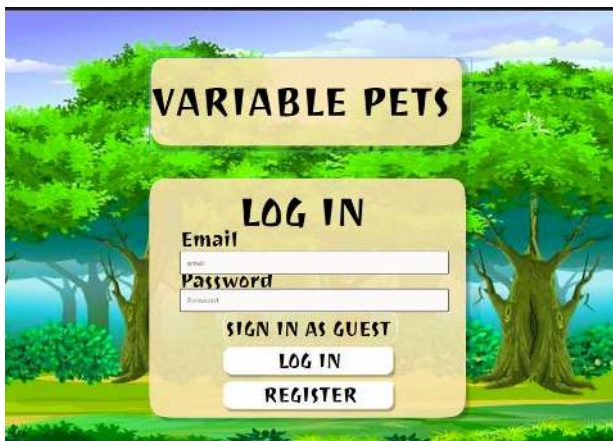 VARIABLE PETS
LOG IN
Email
email
Password
Password
SIGN IN AS GUEST
LOG IN
REGISTER